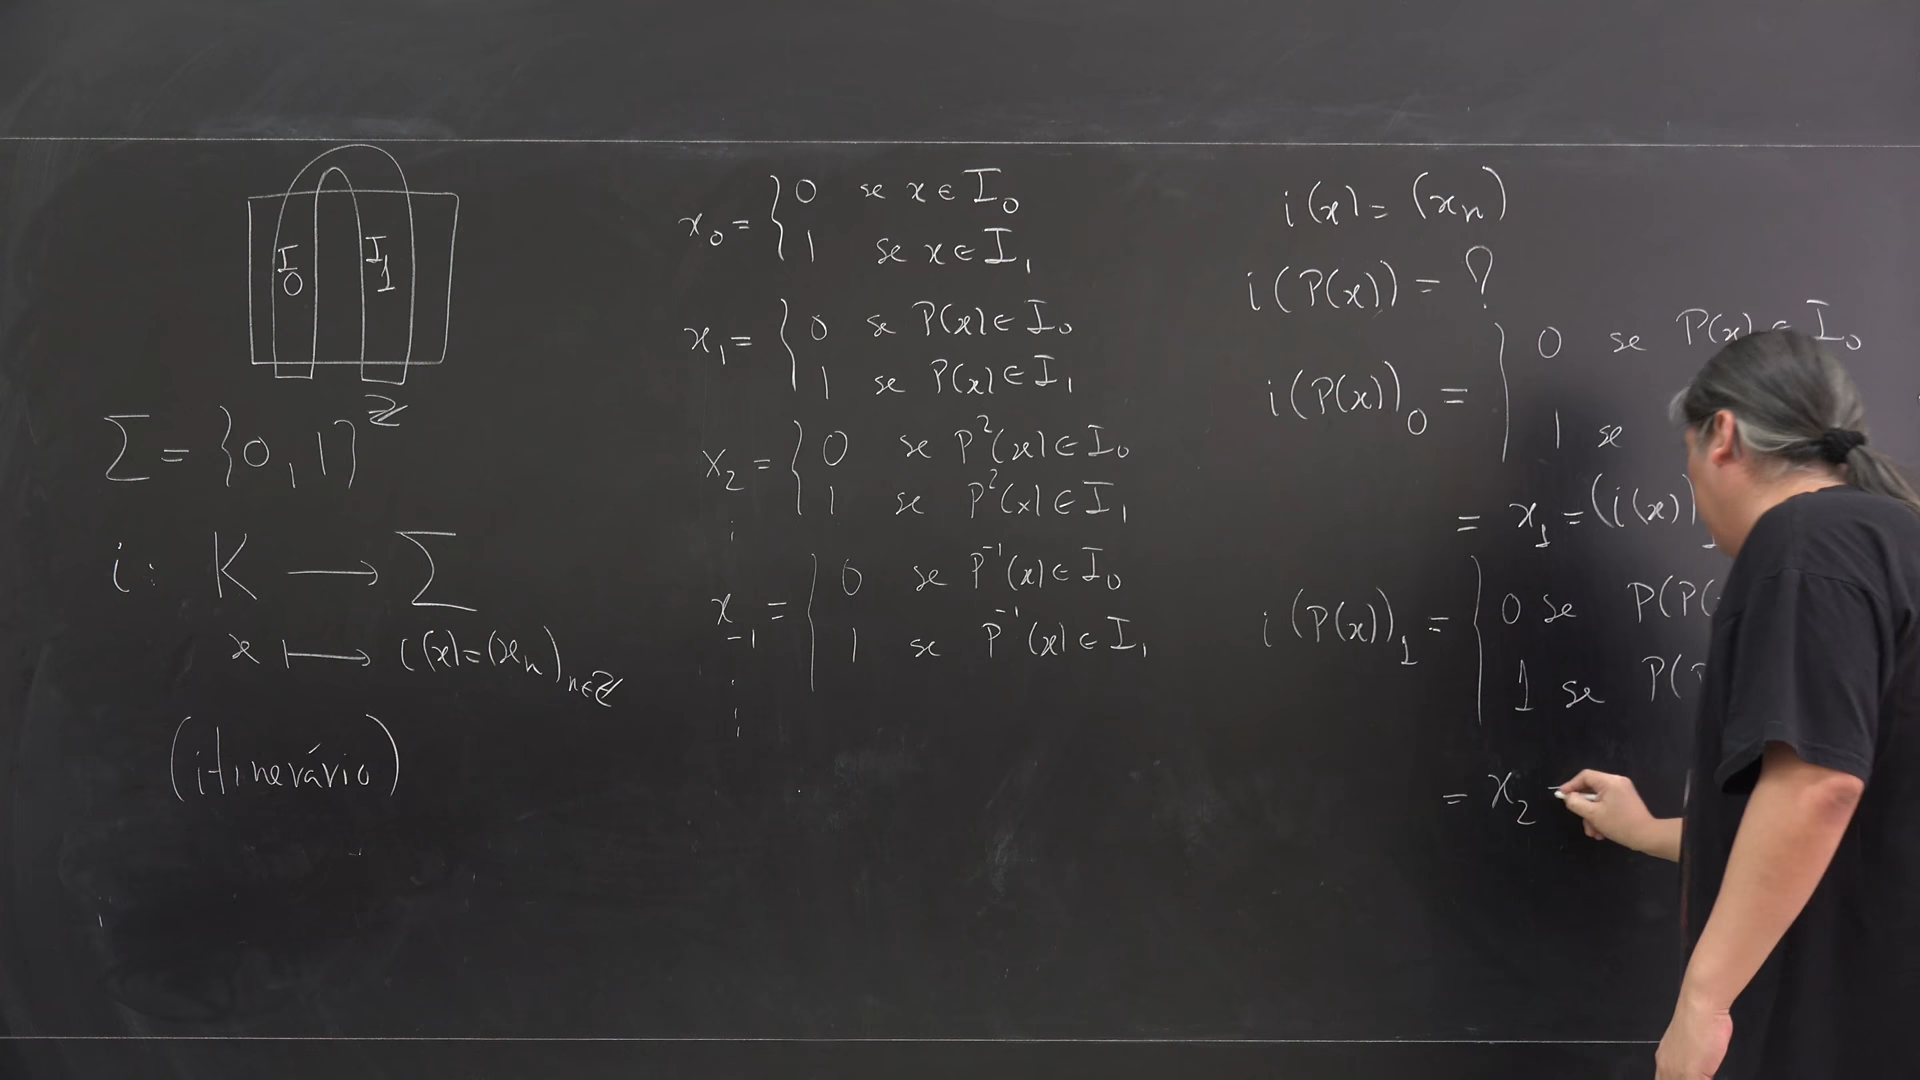 I0 I1
Σ = {0,1}^ℤ
i: K → Σ
x ↦ i(x)=(xn)n∈ℤ
(itinerário)
x0 = { 0 se x ∈ I0
1 se x ∈ I1
x1 = { 0 se P(x) ∈ I0
1 se P(x) ∈ I1
x2 = { 0 se P²(x) ∈ I0
1 se P²(x) ∈ I1
⋮
x-1 = { 0 se P⁻¹(x) ∈ I0
1 se P⁻¹(x) ∈ I1
⋮
i(x) = (xn)
i(P(x)) = ?
i(P(x))0 = { 0 se P(x) ∈ I0
1 se
= x1 = (i(x))1
i(P(x))1 = { 0 se P(P(
1 se P(
= x2